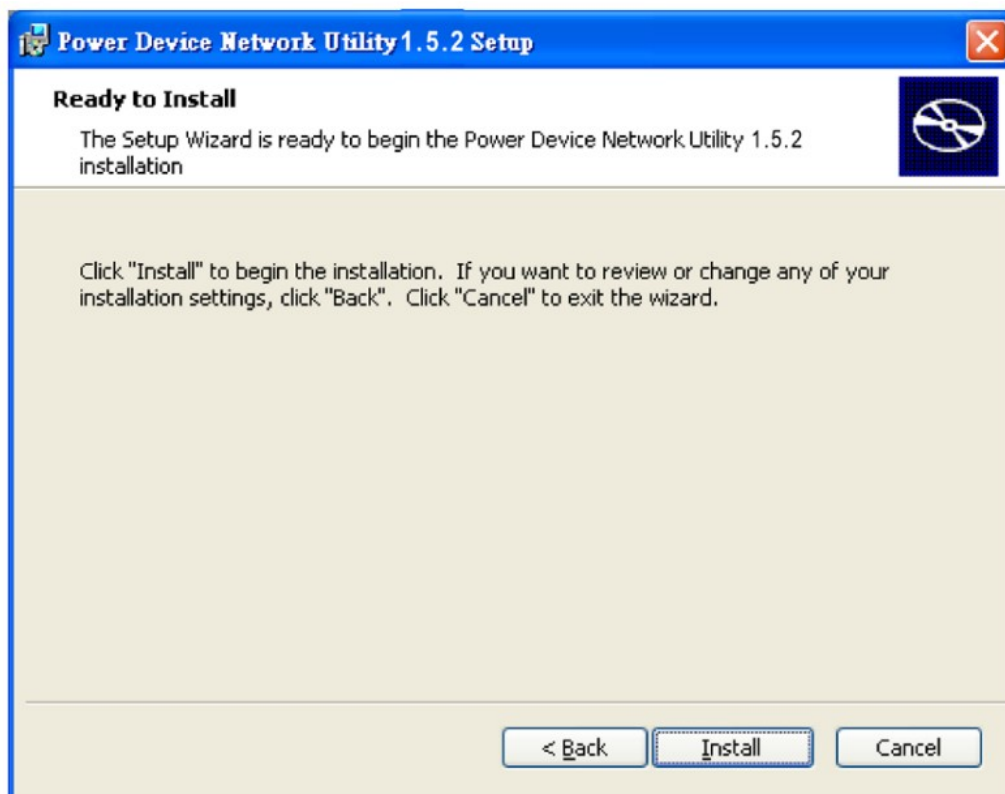 Power Device Network Utility 1.5.2 Setup
Ready to Install
The Setup Wizard is ready to begin the Power Device Network Utility 1.5.2
installation
Click "Install" to begin the installation. If you want to review or change any of your
installation settings, click "Back". Click "Cancel" to exit the wizard.
< Back
Install
Cancel